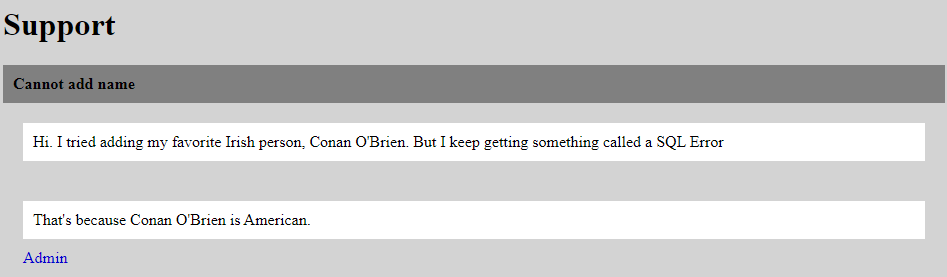 Support
Cannot add name
Hi. I tried adding my favorite Irish person, Conan O'Brien. But I keep getting something called a SQL Error
That's because Conan O'Brien is American.
Admin